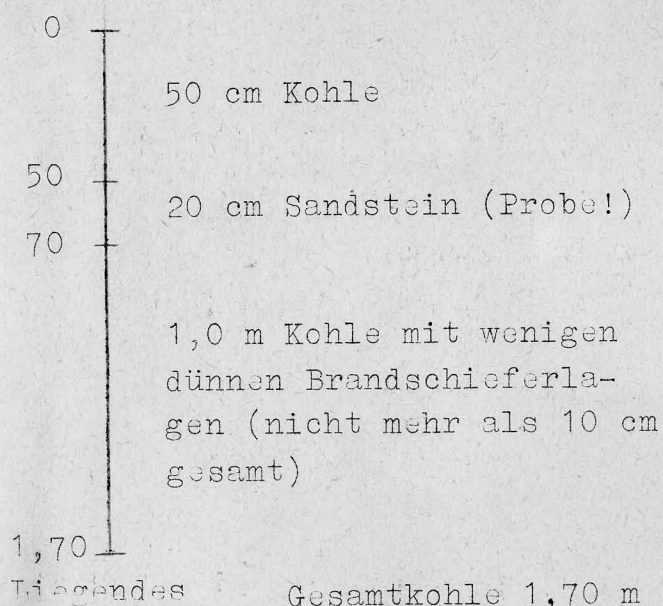 0
50 cm Kohle
50
20 cm Sandstein (Probe!)
70
1,0 m Kohle mit wenigen
dünnen Brandschieferla-
gen (nicht mehr als 10 cm
gesamt)
1,70
Liegendes Gesamtkohle 1,70 m